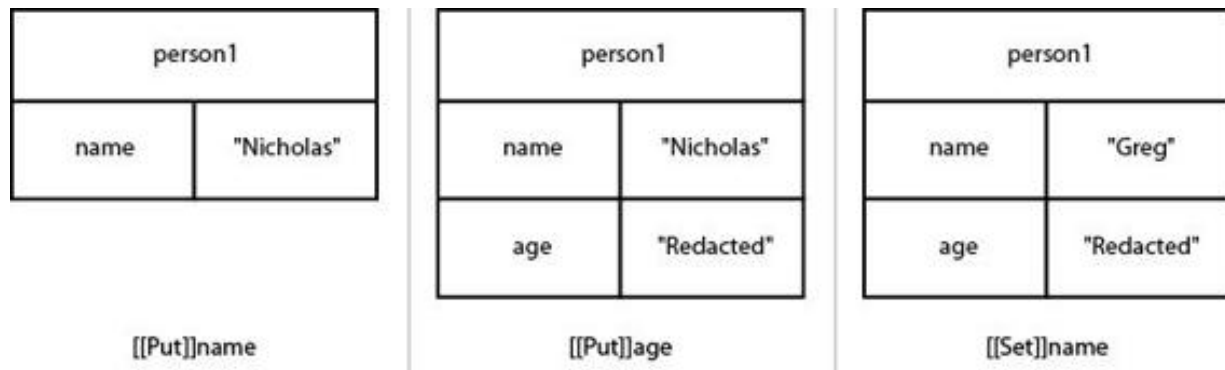 person1
name "Nicholas"
[[Put]]name
person1
name "Nicholas"
age "Redacted"
[[Put]]age
person1
name "Greg"
age "Redacted"
[[Set]]name